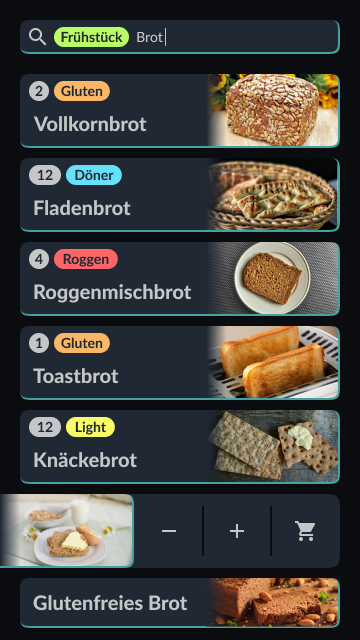 Frühstück Brot
2 Gluten
Vollkornbrot
12 Döner
Fladenbrot
4 Roggen
Roggenmischbrot
1 Gluten
Toastbrot
12 Light
Knäckebrot
Glutenfreies Brot